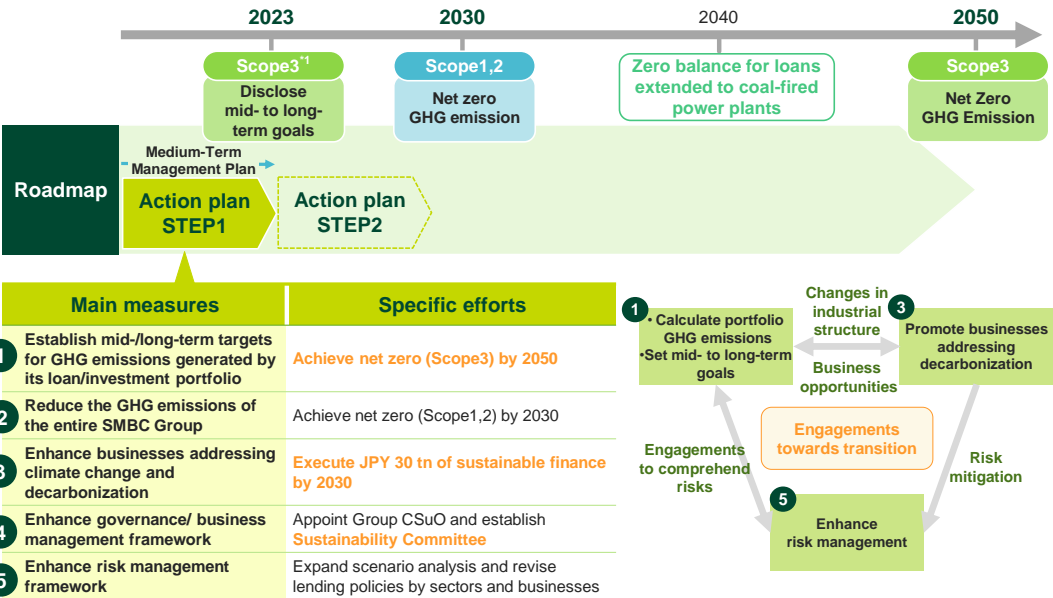 2023
2030
2040
2050
Scope3*1
Disclose
mid- to long-
term goals
Scope1,2
Net zero
GHG emission
Zero balance for loans
extended to coal-fired
power plants
Scope3
Net Zero
GHG Emission
Roadmap
Medium-Term
Management Plan
Action plan
STEP1
Action plan
STEP2
Main measures
Specific efforts
1
Establish mid-/long-term targets
for GHG emissions generated by
its loan/investment portfolio
Achieve net zero (Scope3) by 2050
2
Reduce the GHG emissions of
the entire SMBC Group
Achieve net zero (Scope1,2) by 2030
3
Enhance businesses addressing
climate change and
decarbonization
Execute JPY 30 tn of sustainable finance
by 2030
4
Enhance governance/ business
management framework
Appoint Group CSuO and establish
Sustainability Committee
5
Enhance risk management
framework
Expand scenario analysis and revise
lending policies by sectors and businesses
1
• Calculate portfolio
GHG emissions
•Set mid- to long-term
goals
Changes in
industrial
structure
Business
opportunities
3
Promote businesses
addressing
decarbonization
Engagements
to comprehend
risks
Engagements
towards transition
Risk
mitigation
5
Enhance
risk management